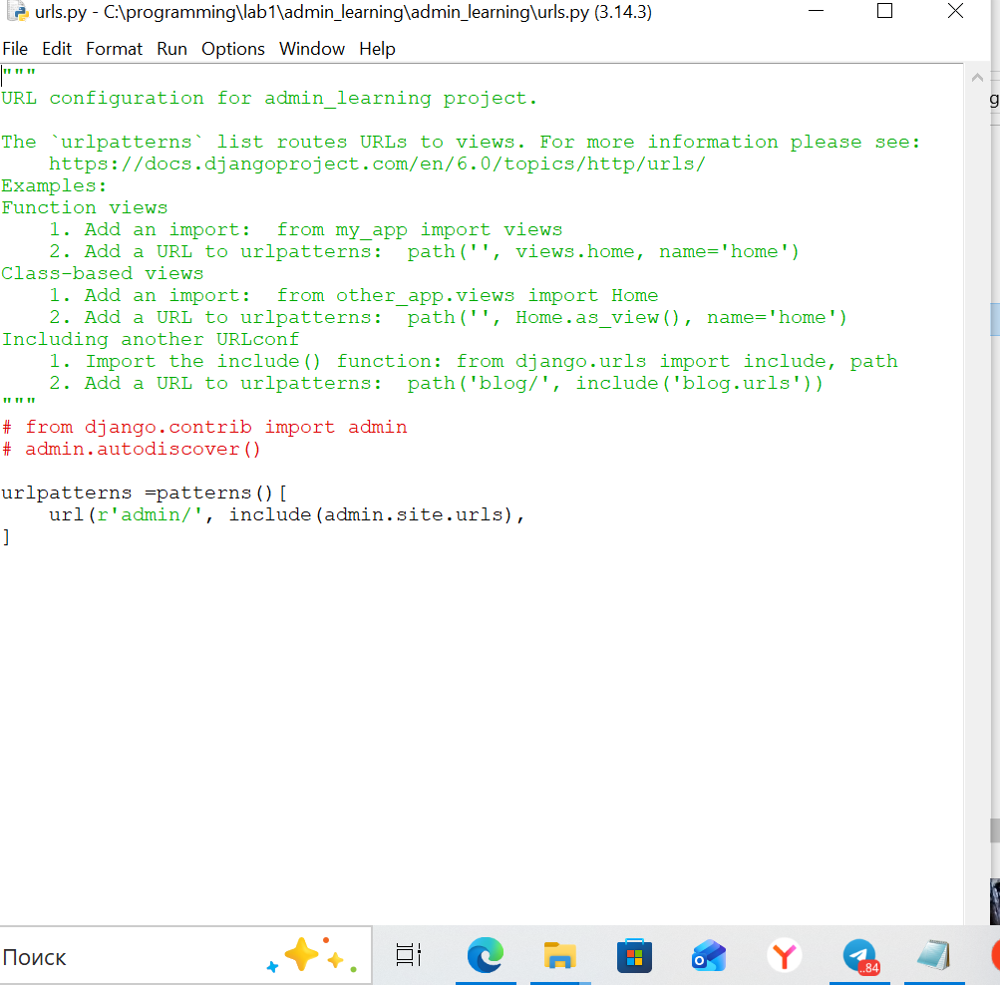 urls.py - C:\programming\lab1\admin_learning\admin_learning\urls.py (3.14.3)
File Edit Format Run Options Window Help
"""
URL configuration for admin_learning project.

The `urlpatterns` list routes URLs to views. For more information please see:
    https://docs.djangoproject.com/en/6.0/topics/http/urls/
Examples:
Function views
    1. Add an import:  from my_app import views
    2. Add a URL to urlpatterns:  path('', views.home, name='home')
Class-based views
    1. Add an import:  from other_app.views import Home
    2. Add a URL to urlpatterns:  path('', Home.as_view(), name='home')
Including another URLconf
    1. Import the include() function: from django.urls import include, path
    2. Add a URL to urlpatterns:  path('blog/', include('blog.urls'))
"""
# from django.contrib import admin
# admin.autodiscover()

urlpatterns =patterns()[
    url(r'admin/', include(admin.site.urls),
]
Поиск
..84